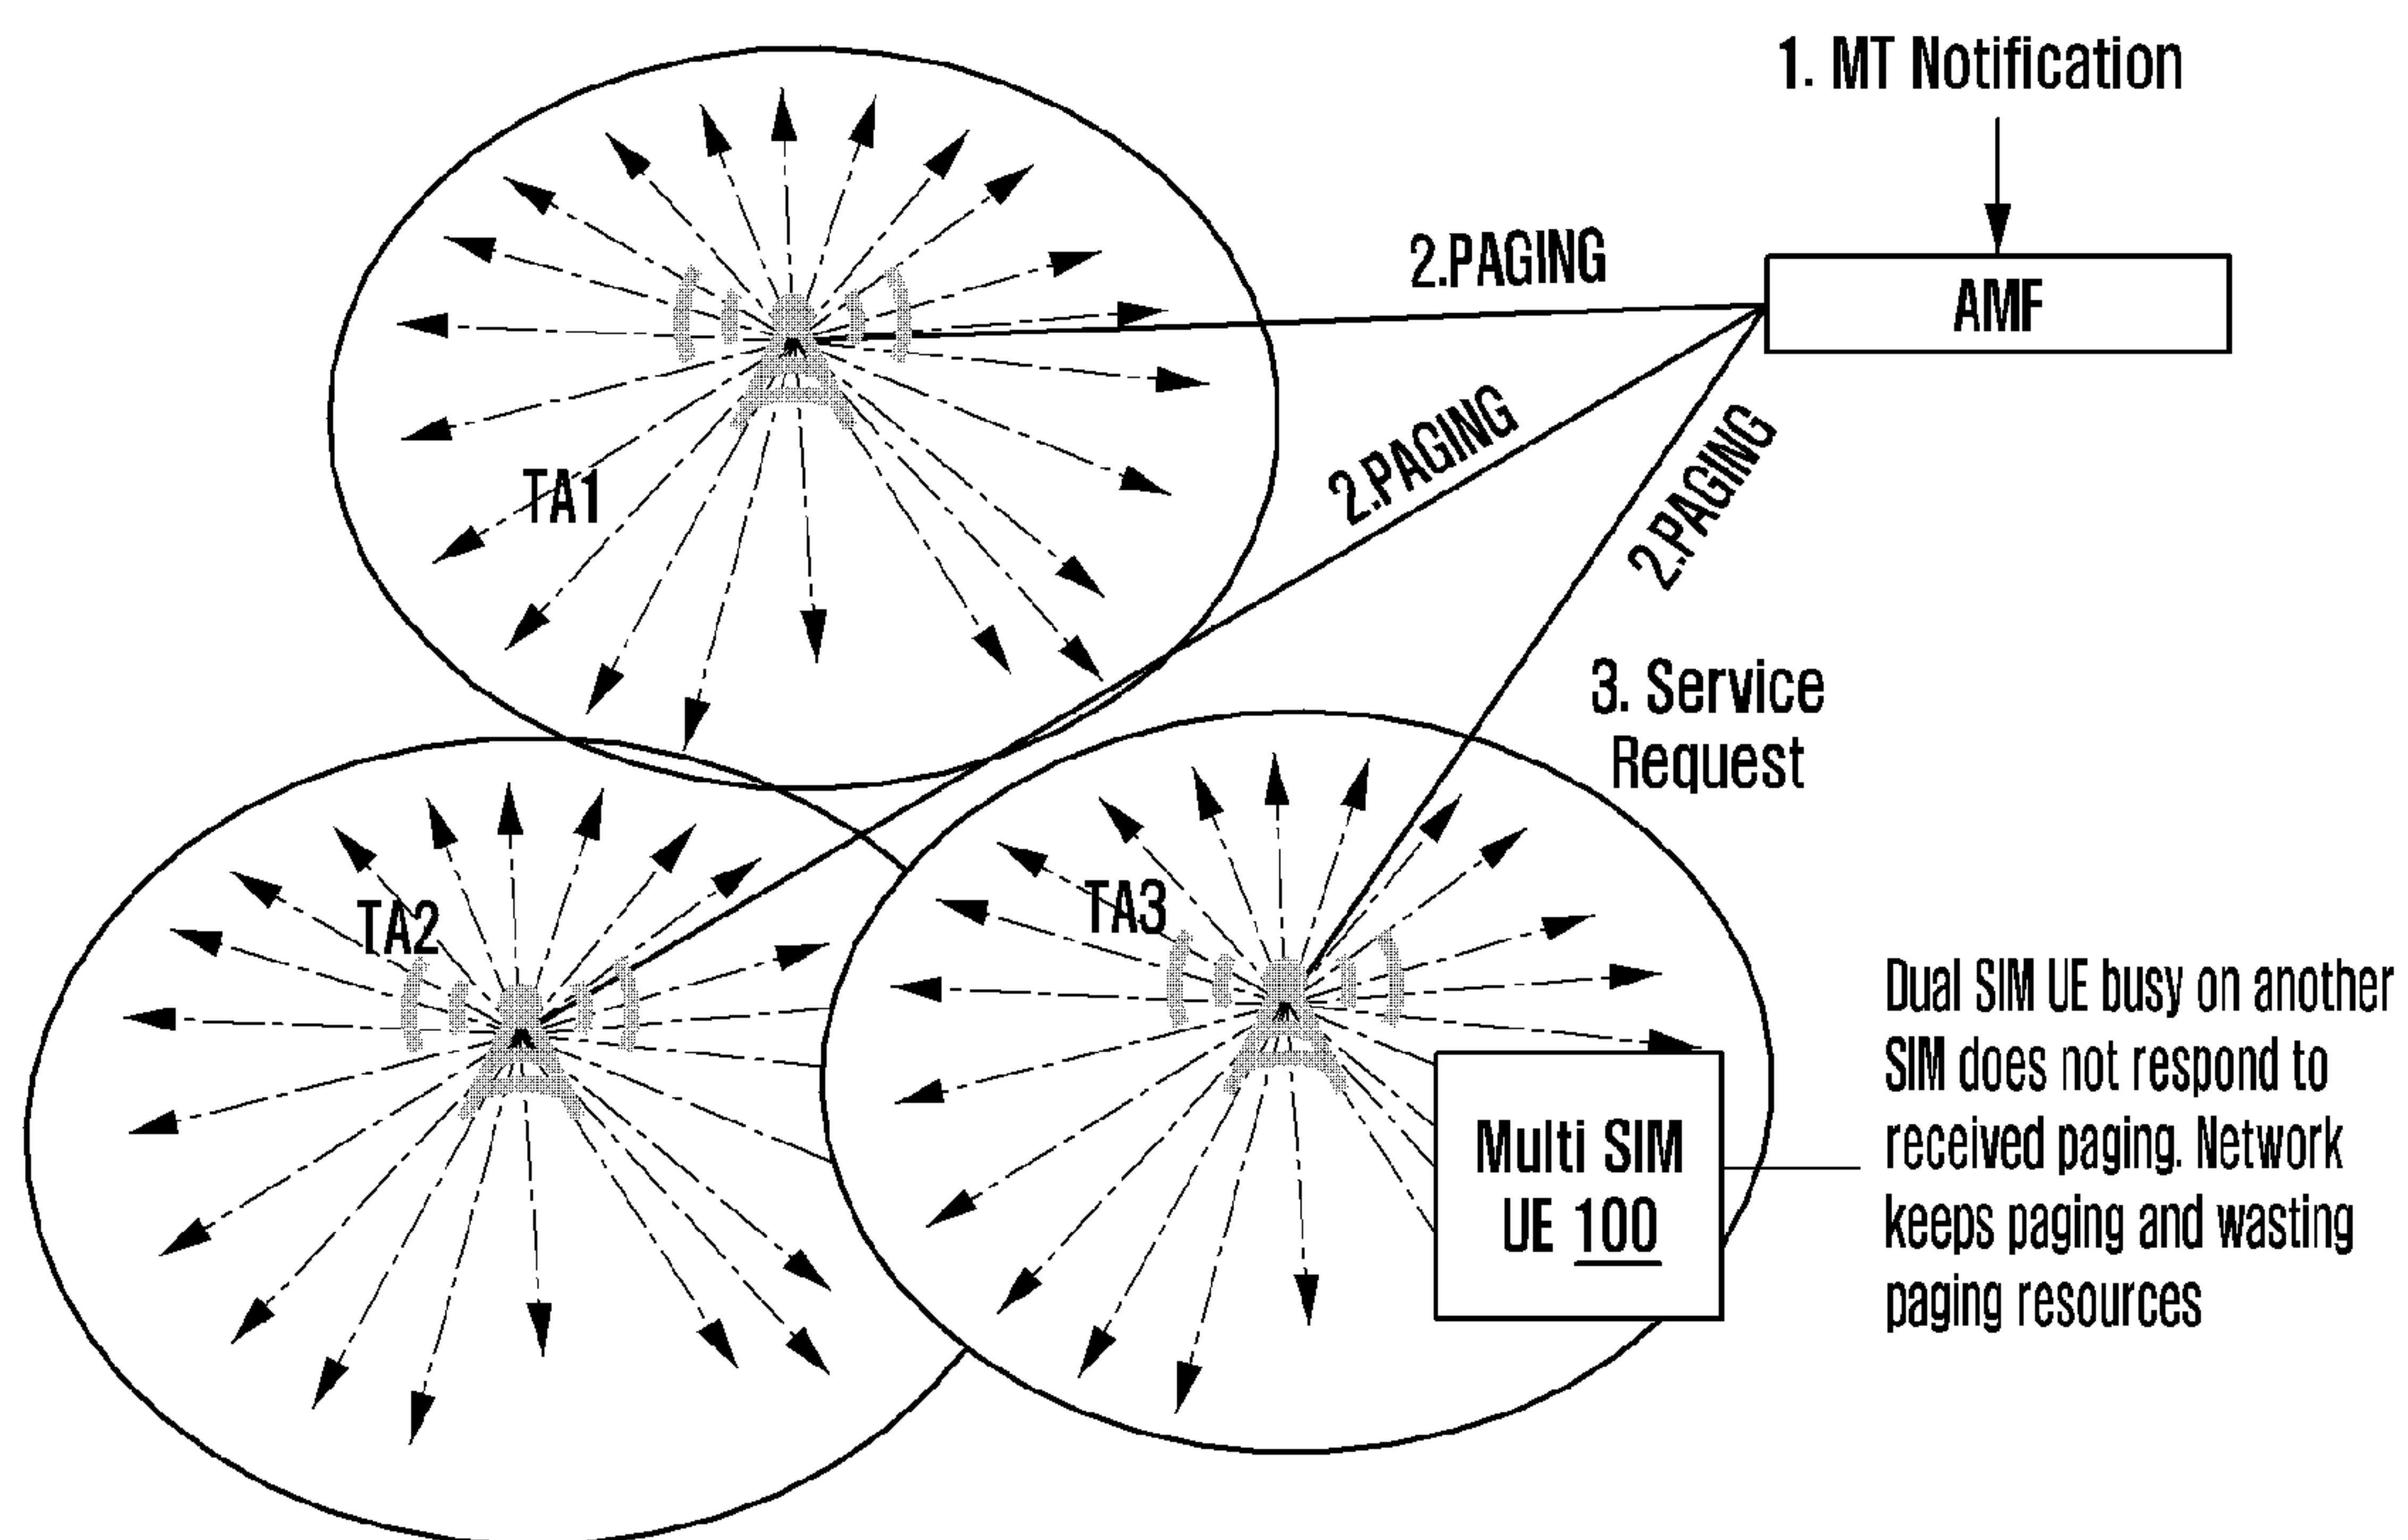 1. MT Notification
2.PAGING
AMF
2.PAGING
2.PAGING
TA1
3. Service
Request
TA2
TA3
Dual SIM UE busy on another
SIM does not respond to
received paging. Network
keeps paging and wasting
paging resources
Multi SIM
UE 100